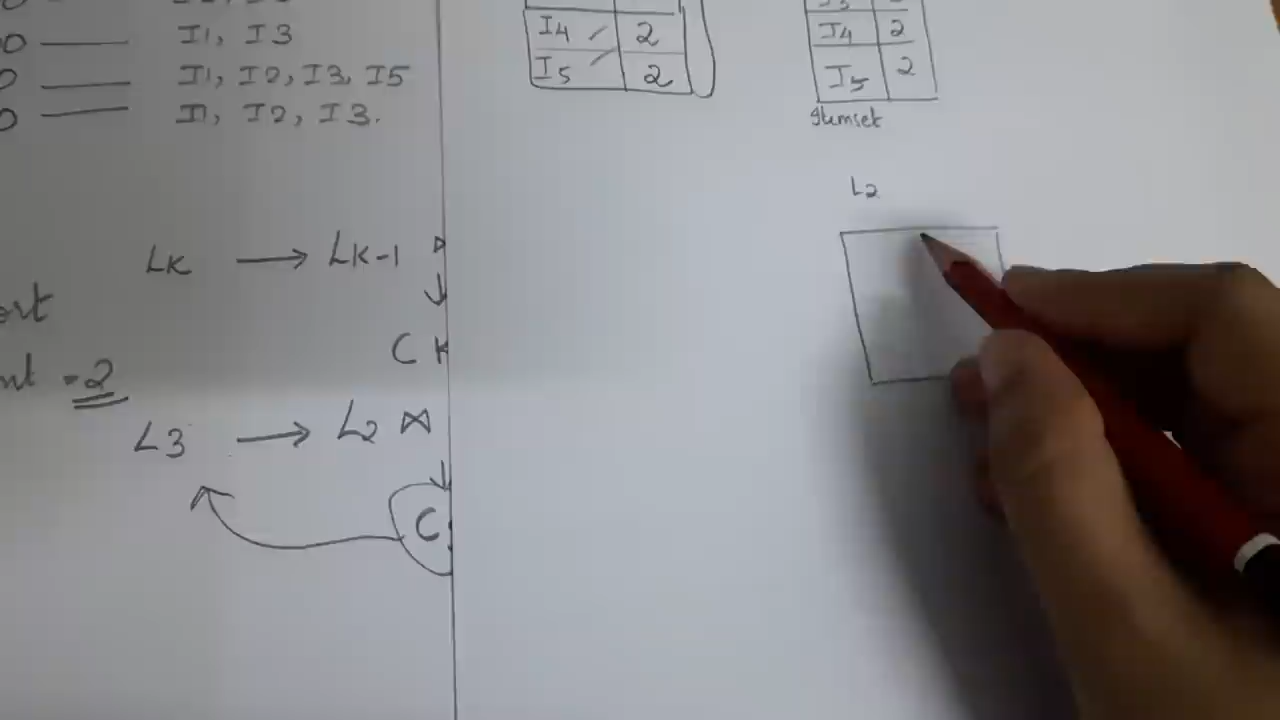 I1, I3
I1, I2, I3, I5
I1, I2, I3.
LK → LK-1
↓
C K
=2
L3 → L2 ⋈
↓
C
I4 2
I5 2
I4 2
I5 2
Itemset
L2